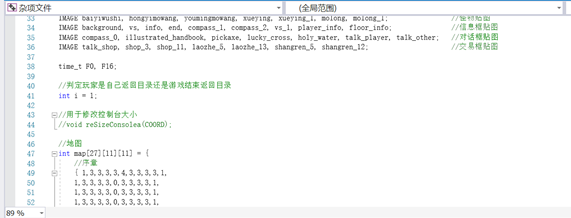 杂项文件 (全局范围)
33 IMAGE baiyiwushi, hongyimowang, youmingmowang, xueying, xueying_1, molong, molong_1; //怪物贴图
34 IMAGE background, vs, info, end, compass_1, compass_2, vs_1, player_info, floor_info; //信息框贴图
35 IMAGE compass_0, illustrated_handbook, pickaxe, lucky_cross, holy_water, talk_player, talk_other; //对话框贴图
36 IMAGE talk_shop, shop_3, shop_11, laozhe_5, laozhe_13, shangren_5, shangren_12; //交易框贴图
37
38 time_t F0, F16;
39
40 //判定玩家是自己返回目录还是游戏结束返回目录
41 int i = 1;
42
43 //用于修改控制台大小
44 //void reSizeConsolea(COORD);
45
46 //地图
47 int map[27][11][11] = {
48 //序章
49 { 1,3,3,3,3,4,3,3,3,3,1,
50 1,3,3,3,3,0,3,3,3,3,1,
51 1,3,3,3,3,0,3,3,3,3,1,
52 1,3,3,3,3,0,3,3,3,3,1,
89 %